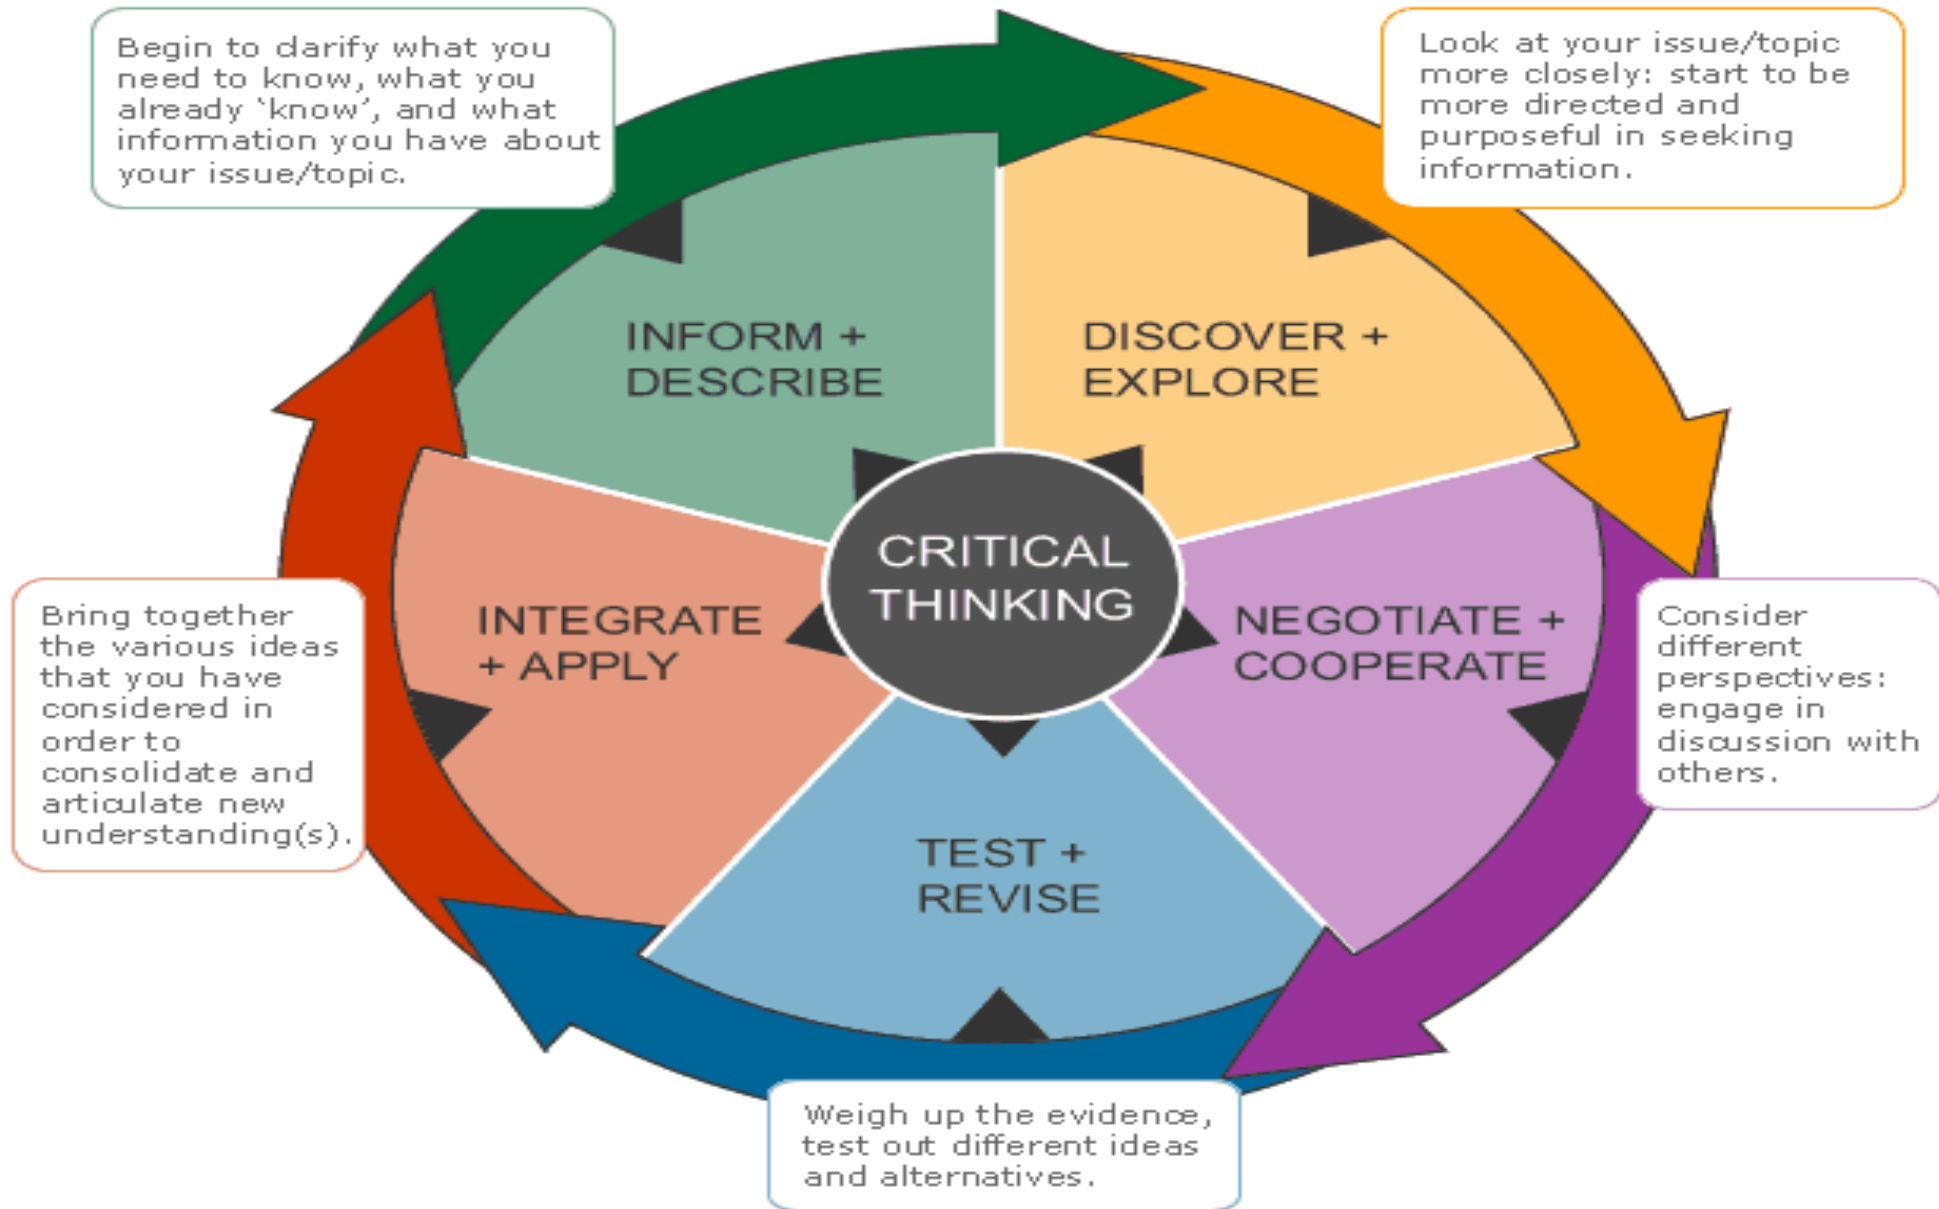 Begin to clarify what you
need to know, what you
already ‘know’, and what
information you have about
your issue/topic.
Look at your issue/topic
more closely: start to be
more directed and
purposeful in seeking
information.
INFORM +
DESCRIBE
DISCOVER +
EXPLORE
CRITICAL
THINKING
INTEGRATE
+ APPLY
NEGOTIATE +
COOPERATE
TEST +
REVISE
Bring together
the various ideas
that you have
considered in
order to
consolidate and
articulate new
understanding(s).
Consider
different
perspectives:
engage in
discussion with
others.
Weigh up the evidence,
test out different ideas
and alternatives.